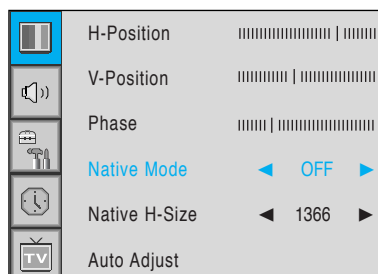 H-Position
V-Position
Phase
Native Mode ◀ OFF ▶
Native H-Size ◀ 1366 ▶
TV Auto Adjust